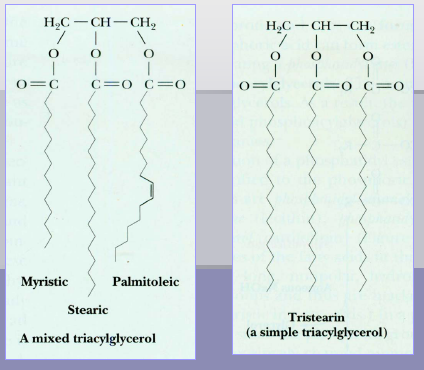 H₂C — CH — CH₂
O O O
O=C C=O C=O
Myristic Palmitoleic
Stearic
A mixed triacylglycerol
H₂C — CH — CH₂
O O O
O=C C=O C=O
Tristearin
(a simple triacylglycerol)